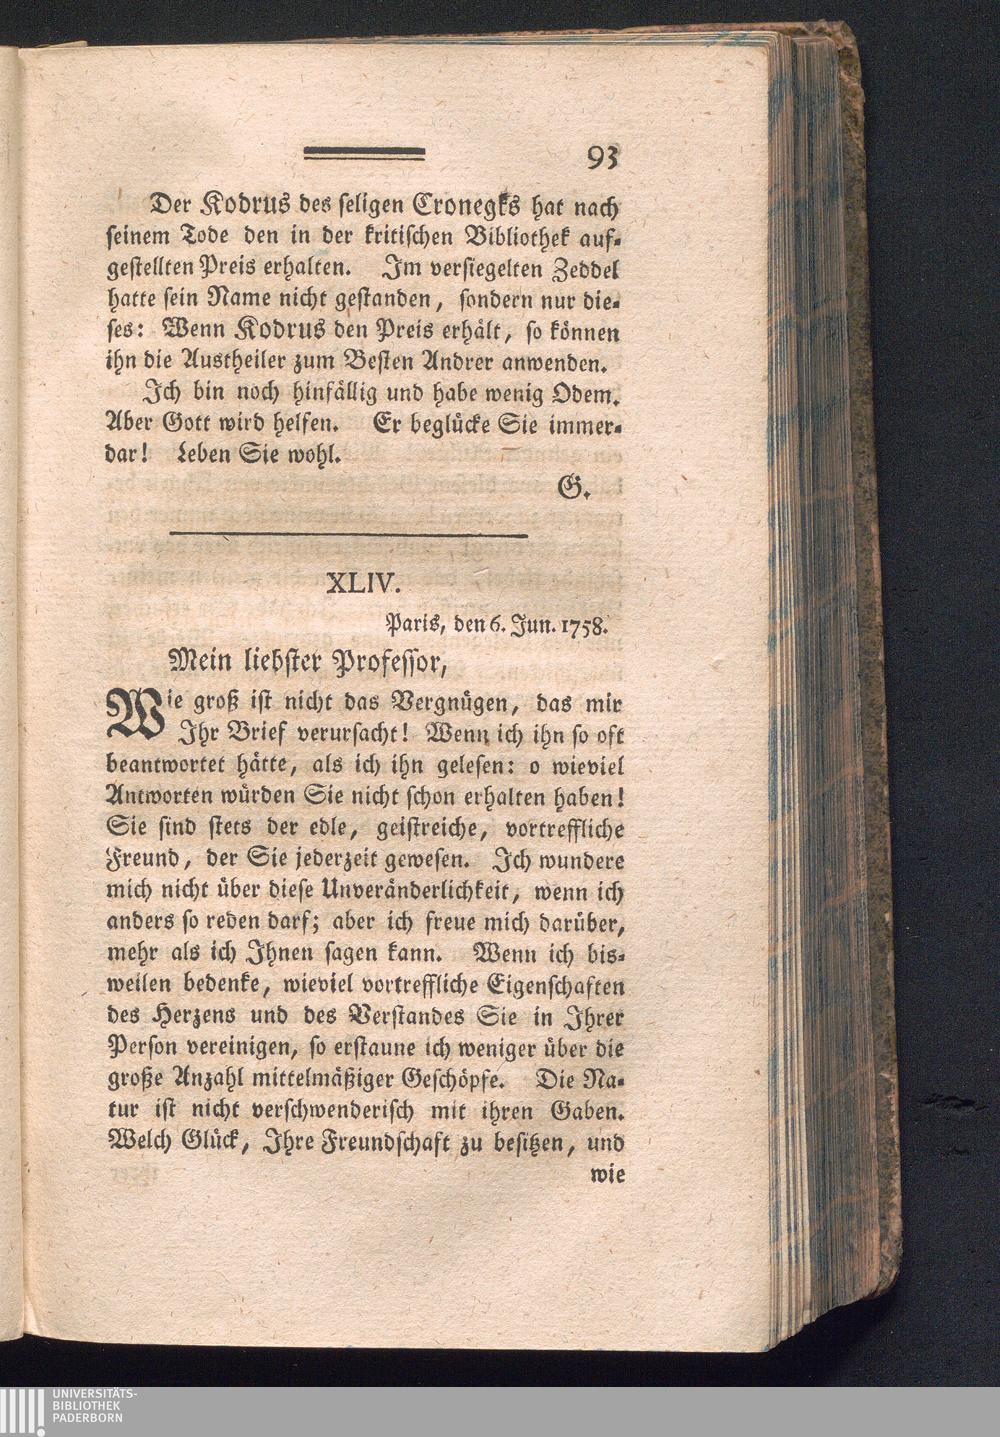 93
Der Kodrus des seligen Cronegks hat nach
seinem Tode den in der kritischen Bibliothek auf-
gestellten Preis erhalten. Im versiegelten Zeddel
hatte sein Name nicht gestanden, sondern nur die-
ses: Wenn Kodrus den Preis erhält, so können
ihn die Austheiler zum Besten Andrer anwenden.
Ich bin noch hinfällig und habe wenig Odem.
Aber Gott wird helfen. Er beglücke Sie immer-
dar! Leben Sie wohl.
G.
XLIV.
Paris, den 6. Jun. 1758.
Mein liebster Professor,
Wie groß ist nicht das Vergnügen, das mir
Ihr Brief verursacht! Wenn ich ihn so oft
beantwortet hätte, als ich ihn gelesen: o wieviel
Antworten würden Sie nicht schon erhalten haben!
Sie sind stets der edle, geistreiche, vortreffliche
Freund, der Sie jederzeit gewesen. Ich wundere
mich nicht über diese Unveränderlichkeit, wenn ich
anders so reden darf; aber ich freue mich darüber,
mehr als ich Ihnen sagen kann. Wenn ich bis-
weilen bedenke, wieviel vortreffliche Eigenschaften
des Herzens und des Verstandes Sie in Ihrer
Person vereinigen, so erstaune ich weniger über die
große Anzahl mittelmäßiger Geschöpfe. Die Na-
tur ist nicht verschwenderisch mit ihren Gaben.
Welch Glück, Ihre Freundschaft zu besitzen, und
wie
UNIVERSITÄTS-
BIBLIOTHEK
PADERBORN